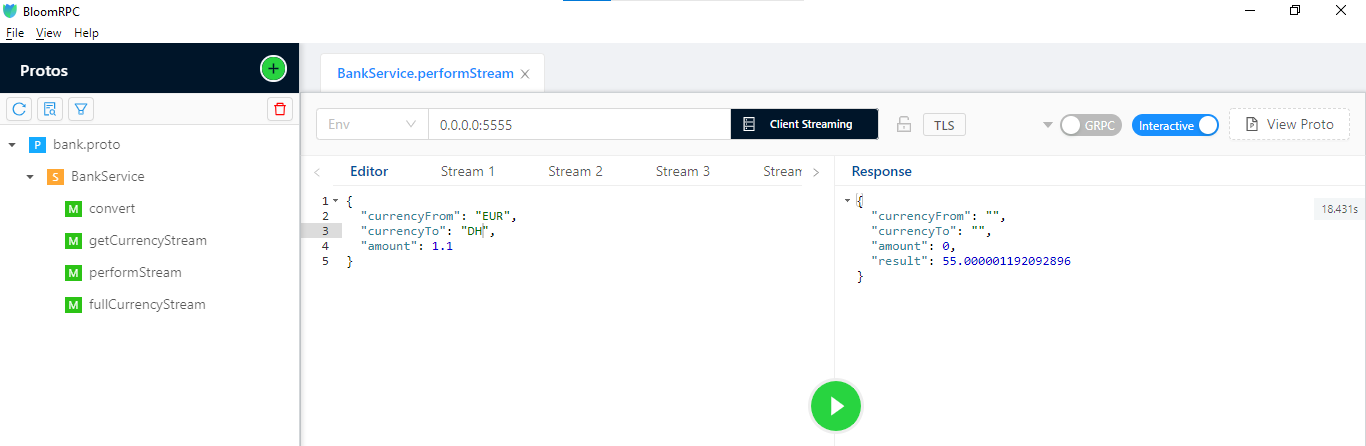 BloomRPC
File View Help
Protos
BankService.performStream
Env
0.0.0.0:5555
Client Streaming
TLS
GRPC
Interactive
View Proto
bank.proto
BankService
convert
getCurrencyStream
performStream
fullCurrencyStream
Editor Stream 1 Stream 2 Stream 3 Stream
1 {
2 "currencyFrom": "EUR",
3 "currencyTo": "DH",
4 "amount": 1.1
5 }
Response
{
"currencyFrom": "",
"currencyTo": "",
"amount": 0,
"result": 55.000001192092896
}
18.431s